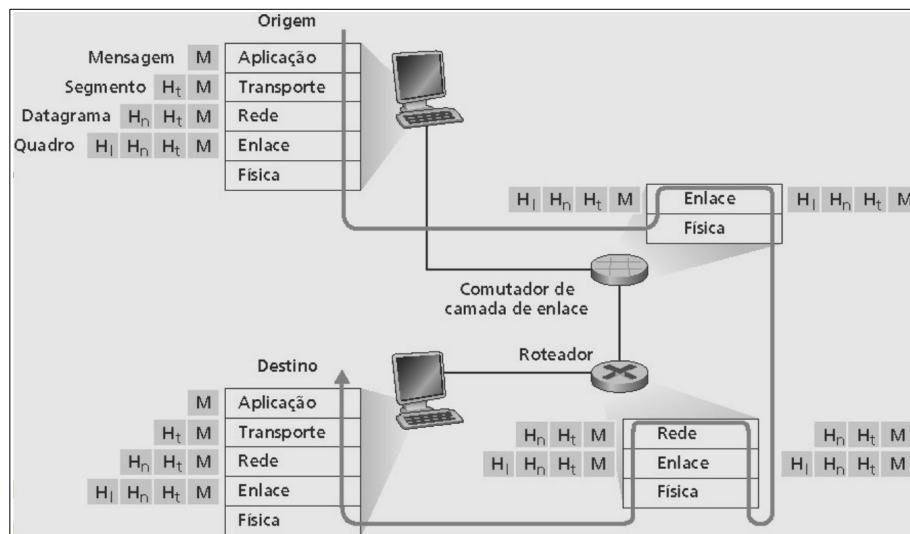 Origem
Mensagem M Aplicação
Segmento Ht M Transporte
Datagrama Hn Ht M Rede
Quadro Hl Hn Ht M Enlace
Física
Hl Hn Ht M Enlace Hl Hn Ht M
Física
Comutador de
camada de enlace
Roteador
Destino
M Aplicação
Ht M Transporte
Hn Ht M Rede
Hl Hn Ht M Enlace
Física
Hn Ht M Rede Hn Ht M
Hl Hn Ht M Enlace Hl Hn Ht M
Física